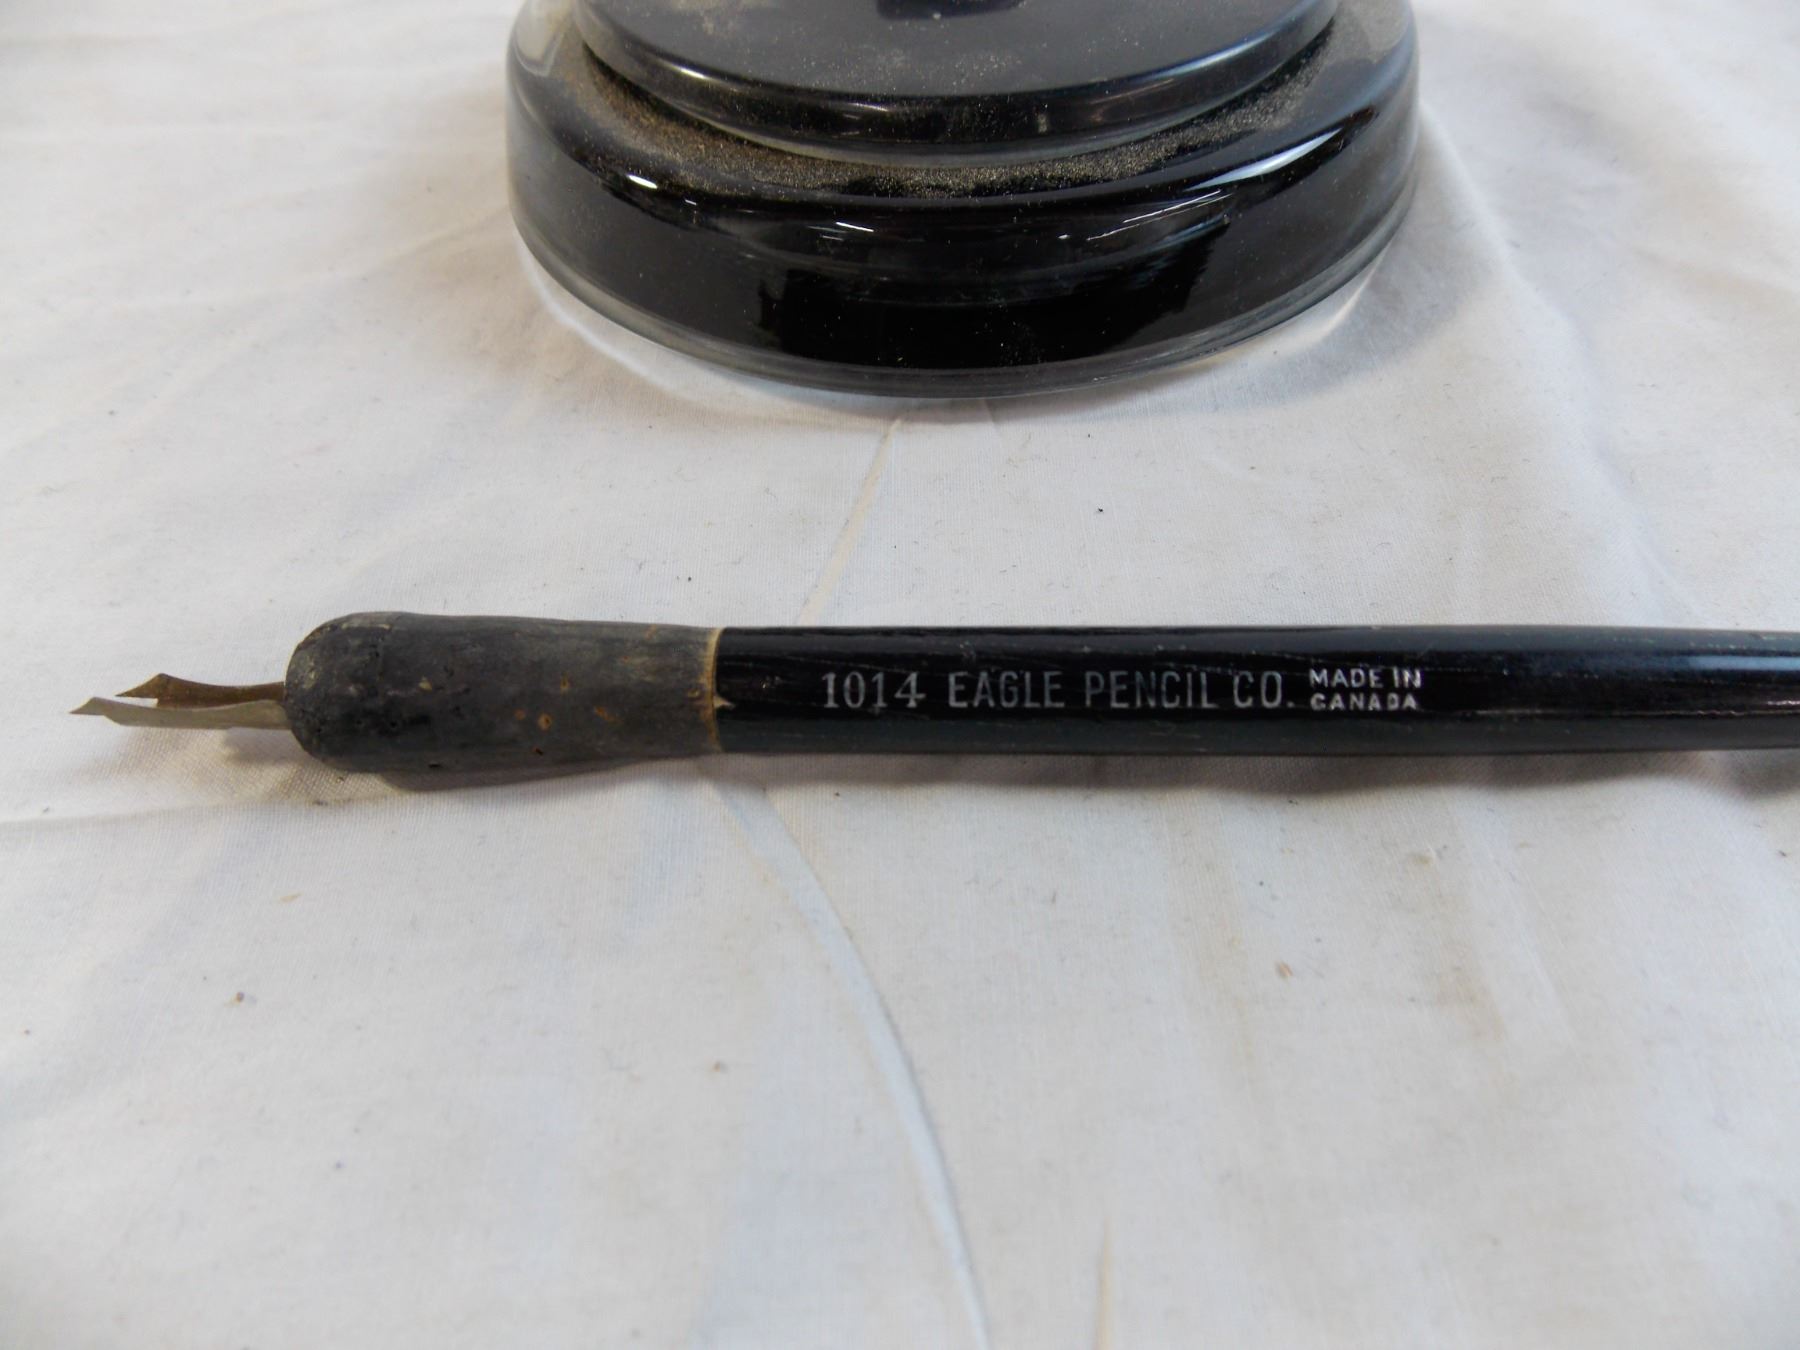 1014 EAGLE PENCIL CO. MADE IN
CANADA